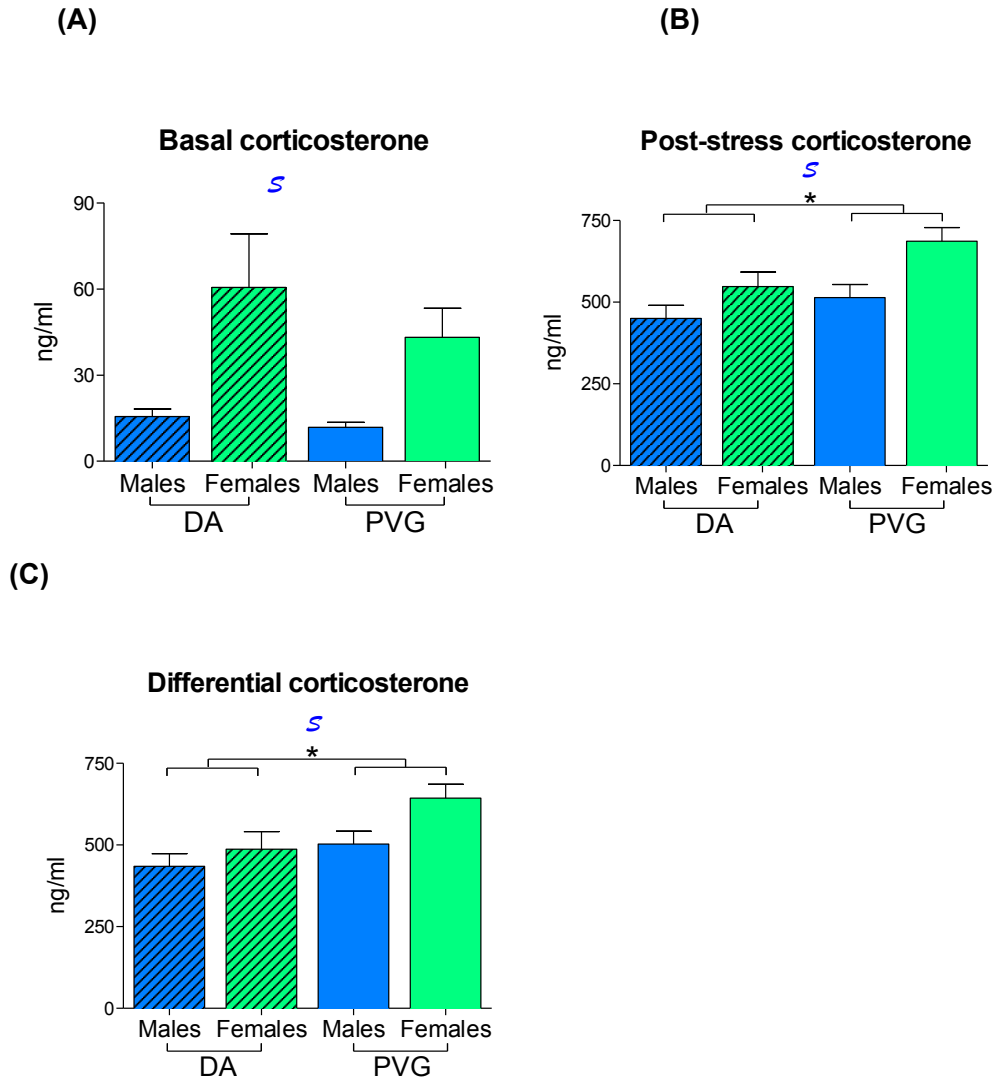 (A)
Basal corticosterone
S
90
60
30
0
ng/ml
Males Females Males Females
DA PVG
(B)
Post-stress corticosterone
S
*
750
500
250
0
ng/ml
Males Females Males Females
DA PVG
(C)
Differential corticosterone
S
*
750
500
250
0
ng/ml
Males Females Males Females
DA PVG